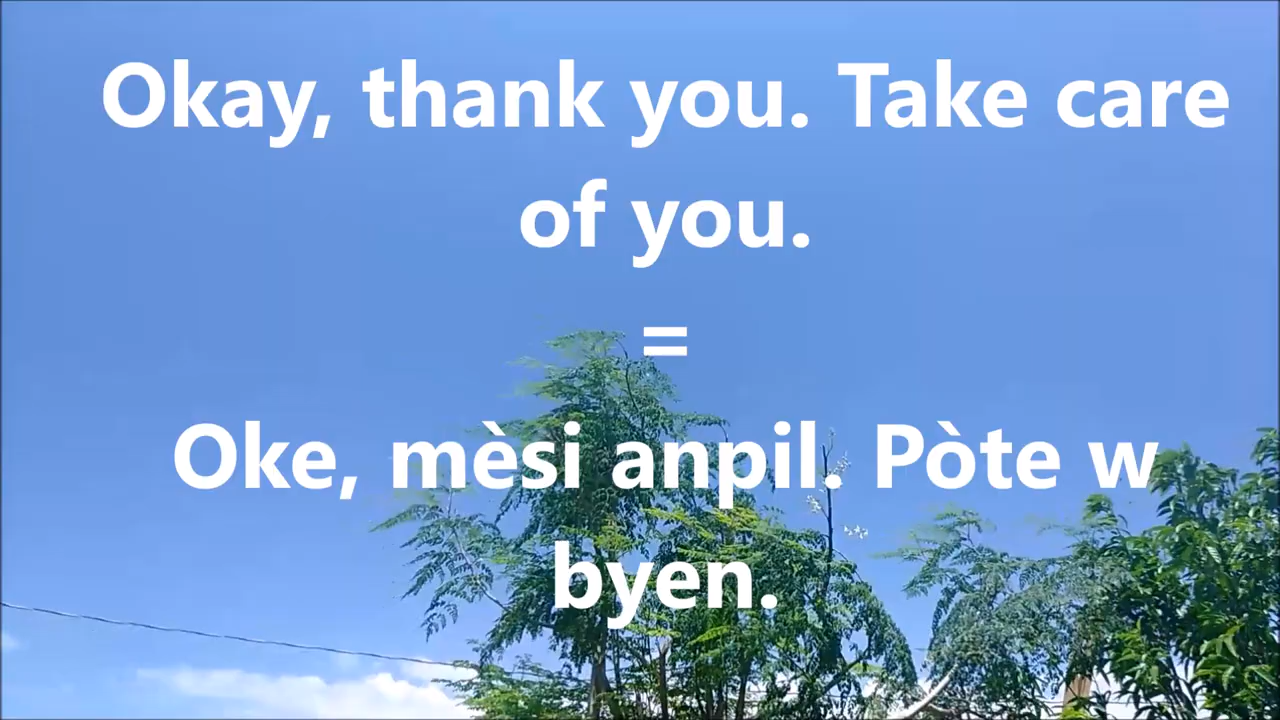 Okay, thank you. Take care
of you.
=
Oke, mèsi anpil. Pòte w
byen.